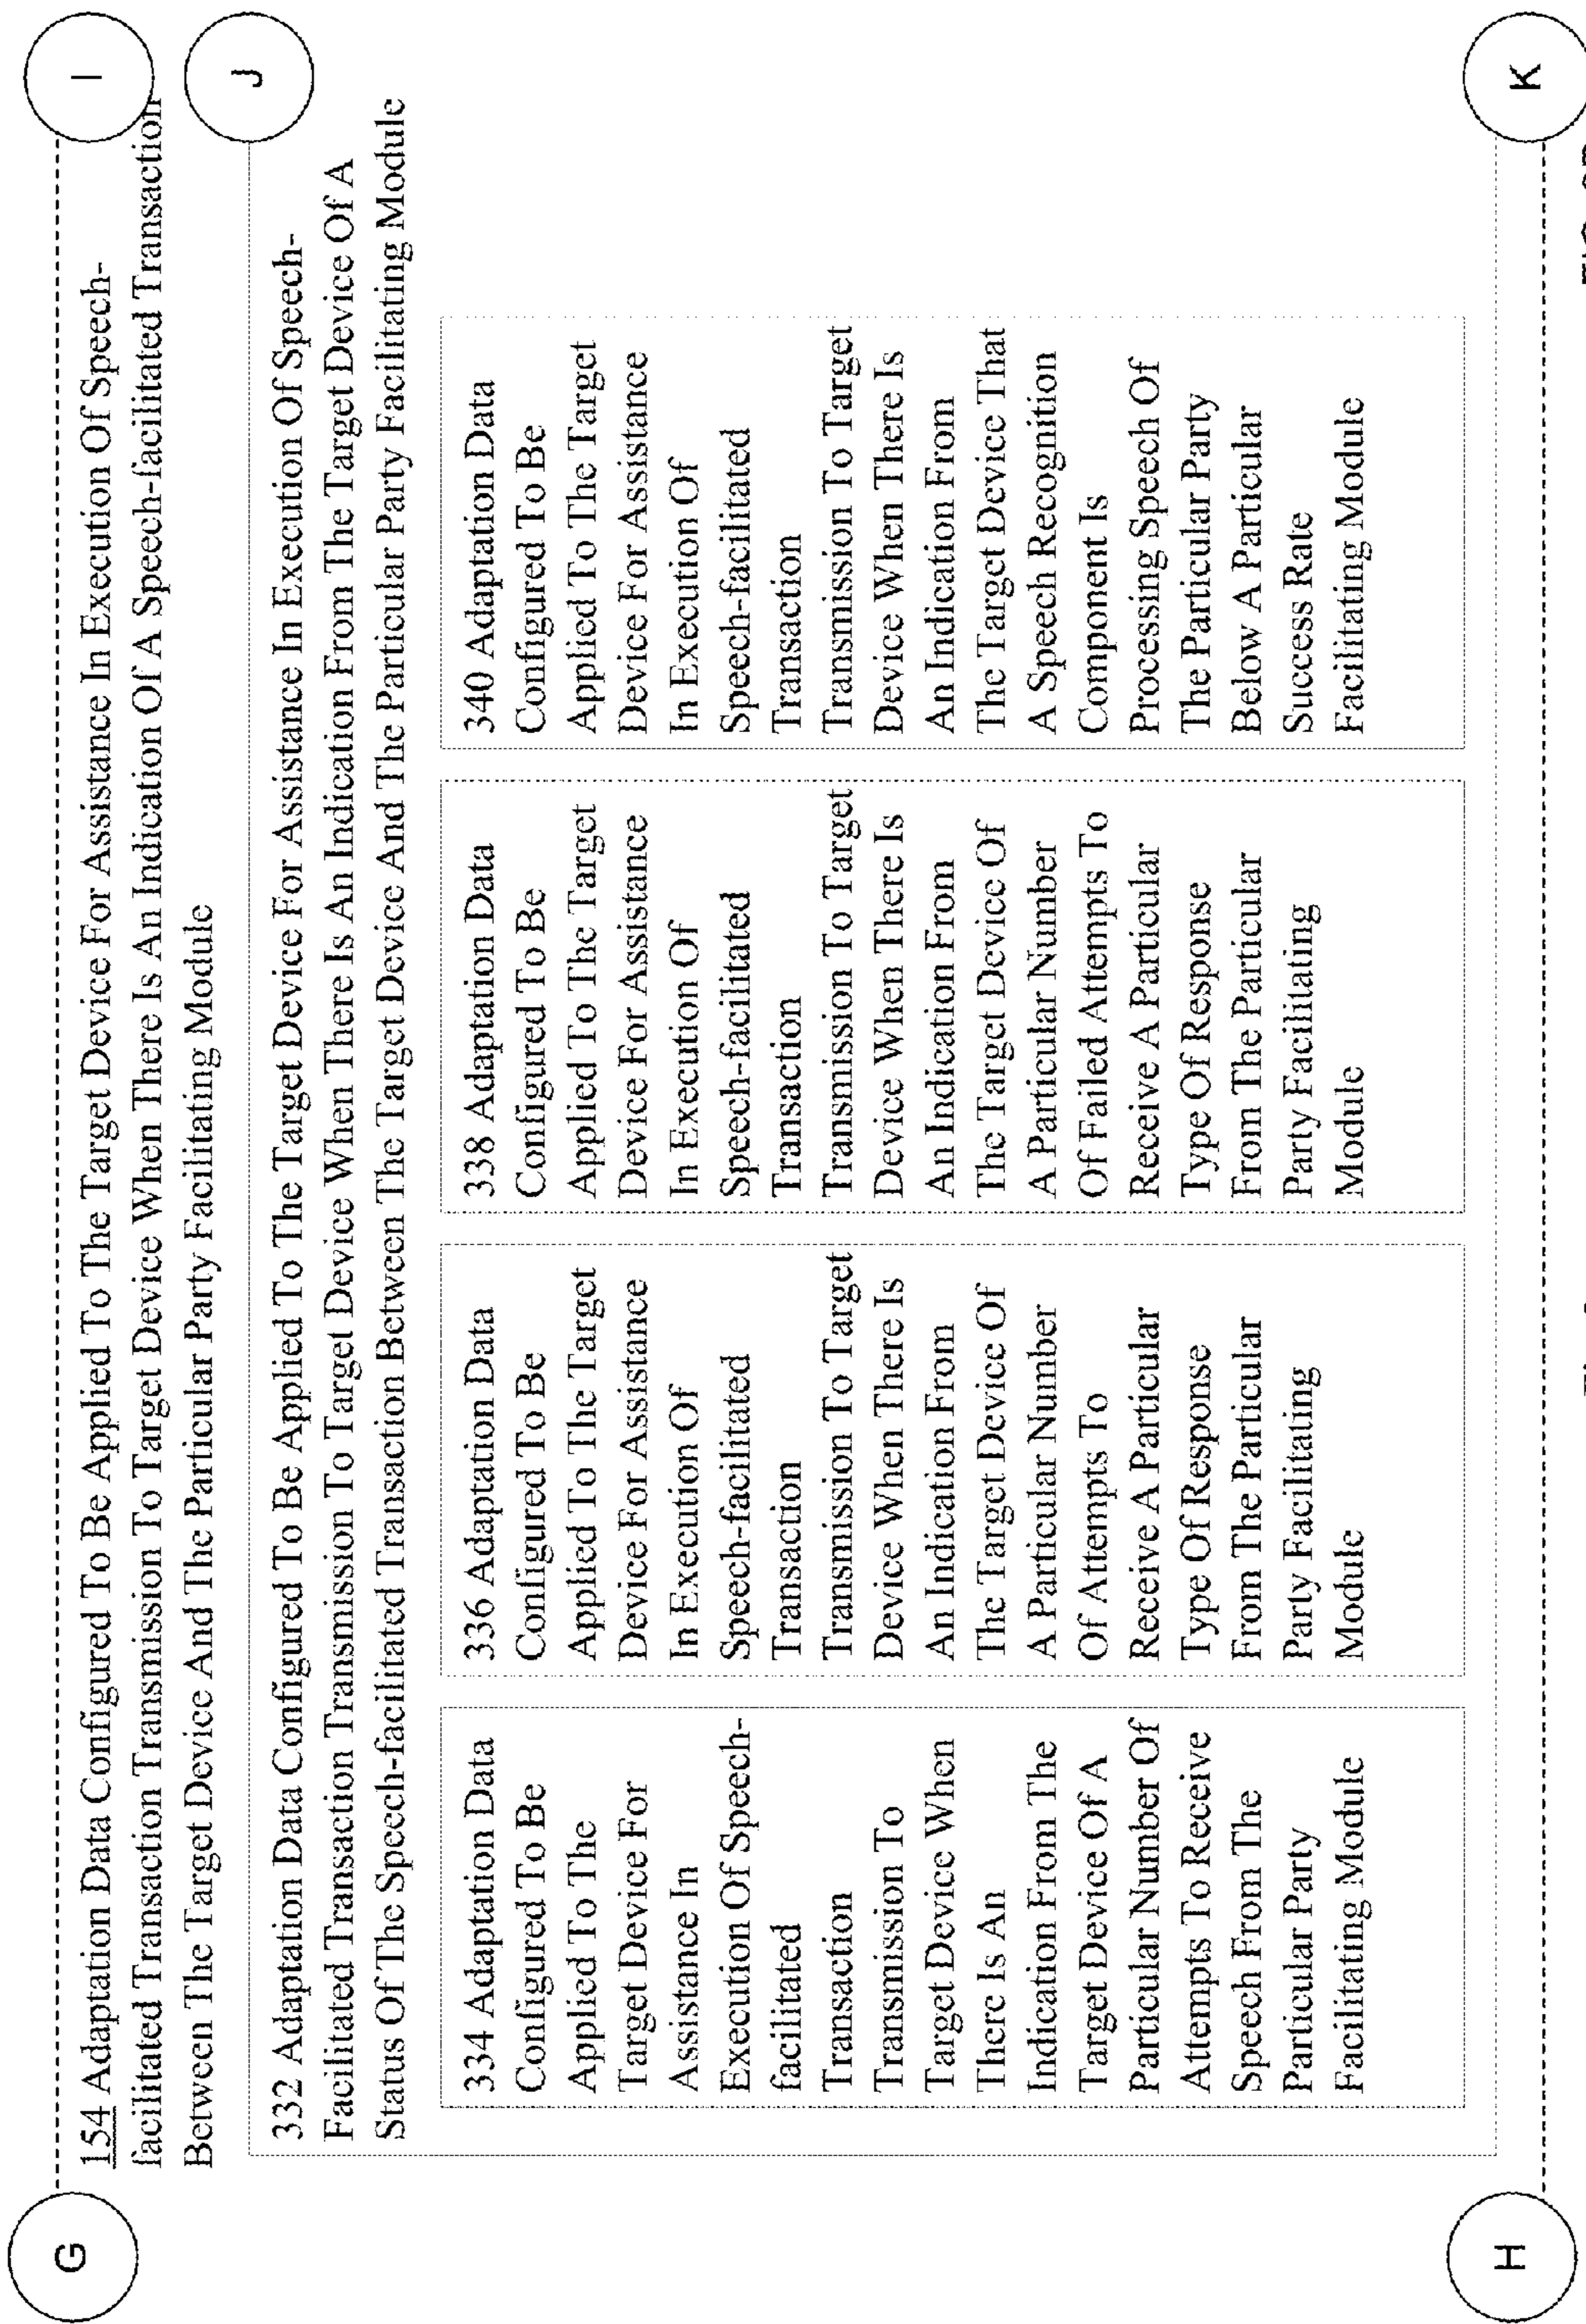 G
I
154 Adaptation Data Configured To Be Applied To The Target Device For Assistance In Execution Of Speech-
facilitated Transaction Transmission To Target Device When There Is An Indication Of A Speech-facilitated Transaction
Between The Target Device And The Particular Party Facilitating Module
J
332 Adaptation Data Configured To Be Applied To The Target Device For Assistance In Execution Of Speech-
Facilitated Transaction Transmission To Target Device When There Is An Indication From The Target Device Of A
Status Of The Speech-facilitated Transaction Between The Target Device And The Particular Party Facilitating Module
334 Adaptation Data
Configured To Be
Applied To The
Target Device For
Assistance In
Execution Of Speech-
facilitated
Transaction
Transmission To
Target Device When
There Is An
Indication From The
Target Device Of A
Particular Number Of
Attempts To Receive
Speech From The
Particular Party
Facilitating Module
336 Adaptation Data
Configured To Be
Applied To The Target
Device For Assistance
In Execution Of
Speech-facilitated
Transaction
Transmission To Target
Device When There Is
An Indication From
The Target Device Of
A Particular Number
Of Attempts To
Receive A Particular
Type Of Response
From The Particular
Party Facilitating
Module
338 Adaptation Data
Configured To Be
Applied To The Target
Device For Assistance
In Execution Of
Speech-facilitated
Transaction
Transmission To Target
Device When There Is
An Indication From
The Target Device Of
A Particular Number
Of Failed Attempts To
Receive A Particular
Type Of Response
From The Particular
Party Facilitating
Module
340 Adaptation Data
Configured To Be
Applied To The Target
Device For Assistance
In Execution Of
Speech-facilitated
Transaction
Transmission To Target
Device When There Is
An Indication From
The Target Device That
A Speech Recognition
Component Is
Processing Speech Of
The Particular Party
Below A Particular
Success Rate
Facilitating Module
H
K